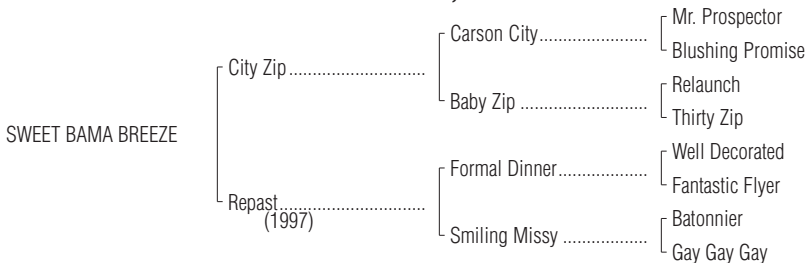 Mr. Prospector
Carson City.......................
Blushing Promise
City Zip .............................
Relaunch
Baby Zip ...........................
Thirty Zip
SWEET BAMA BREEZE
Well Decorated
Formal Dinner...................
Fantastic Flyer
Repast...............................
(1997)
Batonnier
Smiling Missy ..................
Gay Gay Gay